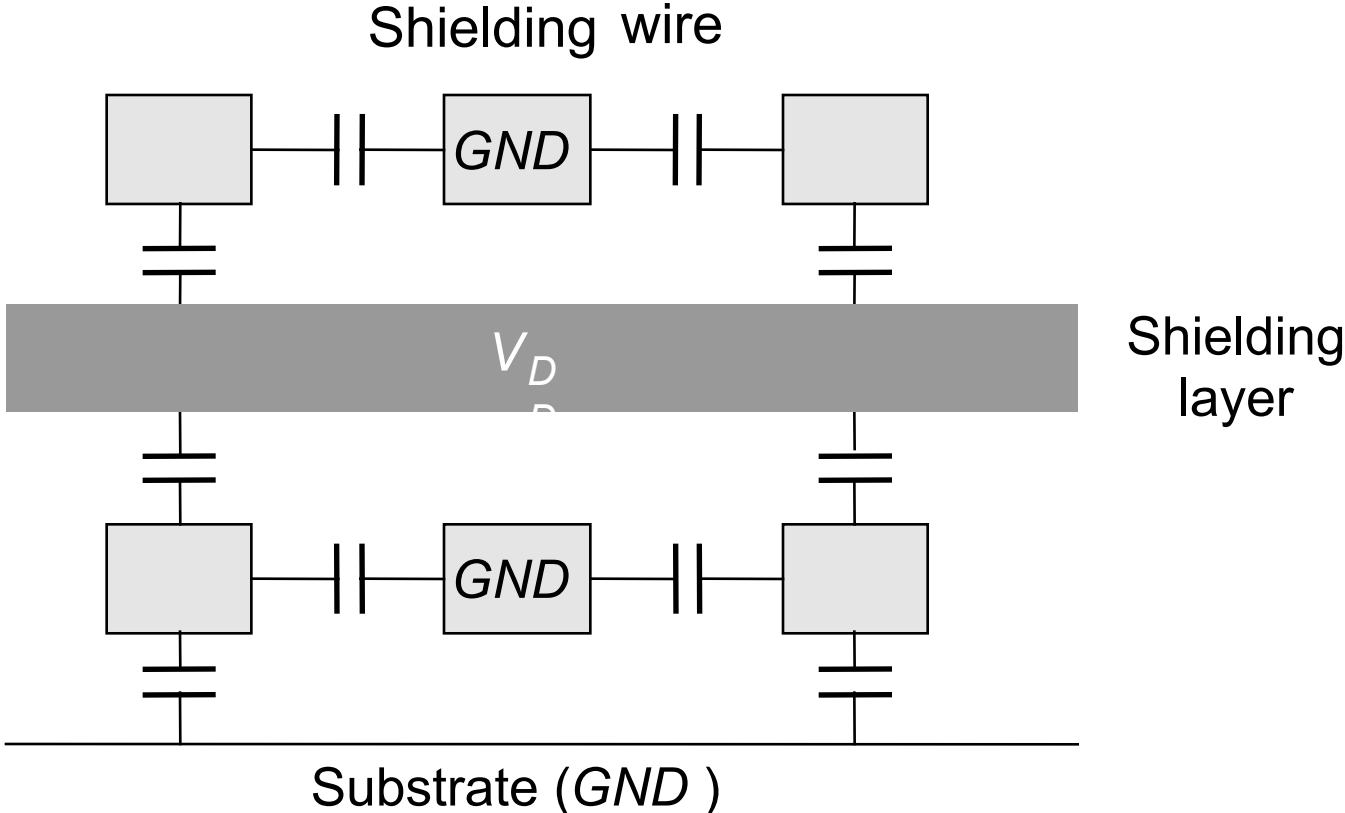 Shielding wire
GND
V_D
D
Shielding
layer
GND
Substrate (GND )